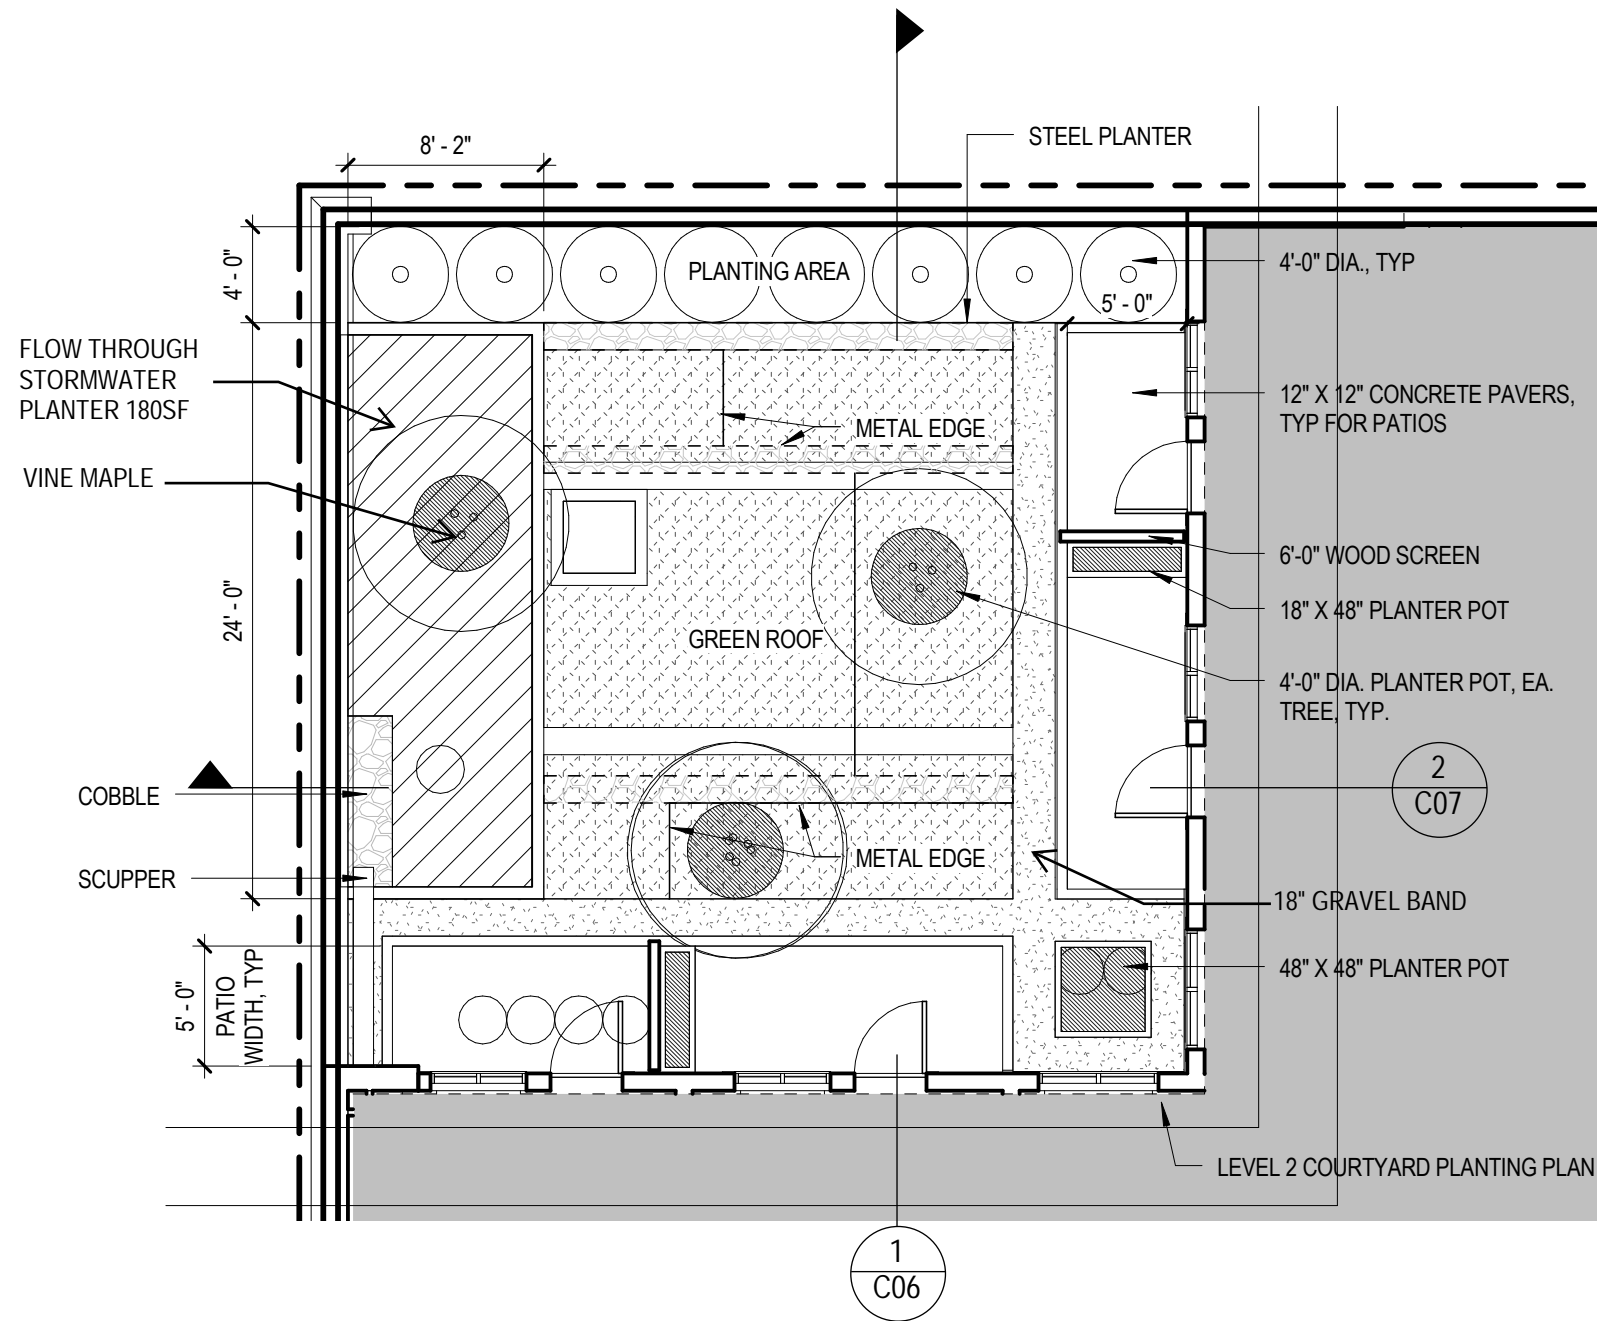 STEEL PLANTER
8' - 2"
4' - 0"
PLANTING AREA
4'-0" DIA., TYP
5' - 0"
FLOW THROUGH
STORMWATER
PLANTER 180SF
12" X 12" CONCRETE PAVERS,
TYP FOR PATIOS
METAL EDGE
VINE MAPLE
6'-0" WOOD SCREEN
18" X 48" PLANTER POT
24' - 0"
GREEN ROOF
4'-0" DIA. PLANTER POT, EA.
TREE, TYP.
2
C07
COBBLE
METAL EDGE
SCUPPER
18" GRAVEL BAND
48" X 48" PLANTER POT
5' - 0"
PATIO
WIDTH, TYP
LEVEL 2 COURTYARD PLANTING PLAN
1
C06